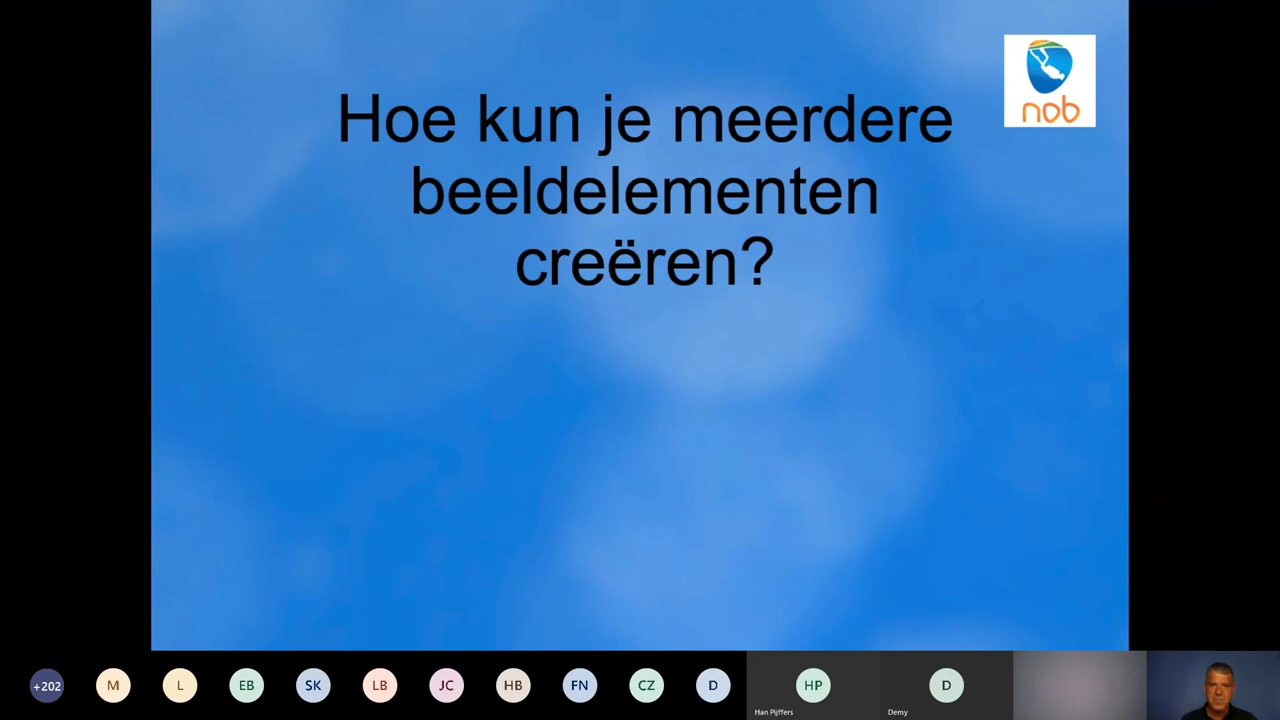 Hoe kun je meerdere
beeldelementen
creëren?
nob
+202
M
L
EB
SK
LB
JC
HB
FN
CZ
D
HP
Han Pijffers
D
Demy